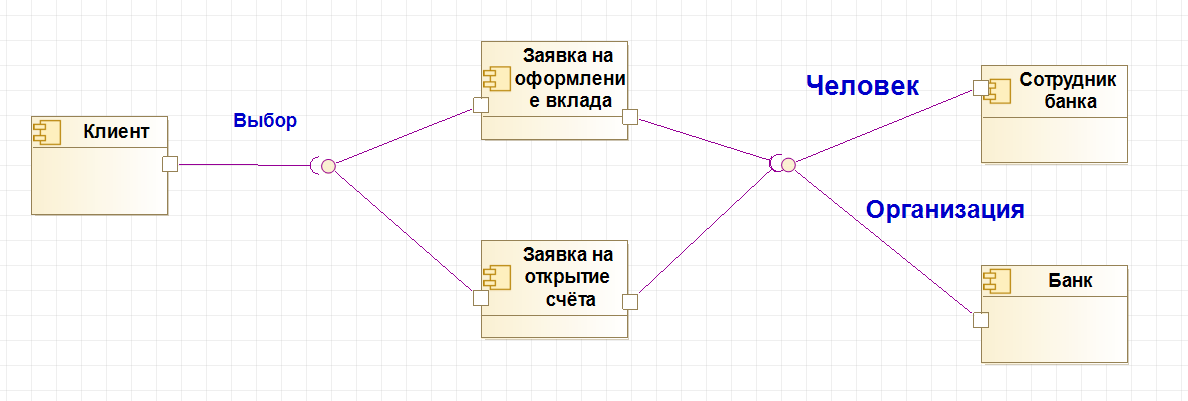 Клиент
Выбор
Заявка на
оформлени
е вклада
Заявка на
открытие
счёта
Человек
Организация
Сотрудник
банка
Банк